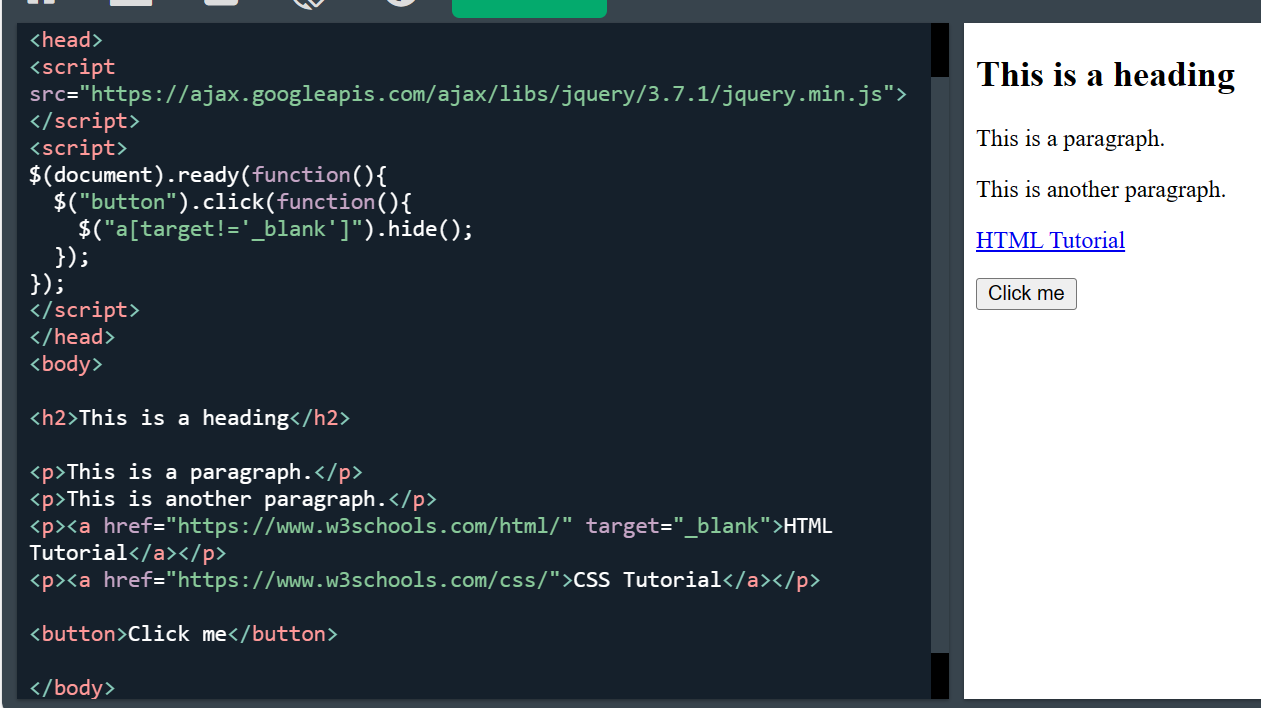 <head>
<script
src="https://ajax.googleapis.com/ajax/libs/jquery/3.7.1/jquery.min.js">
</script>
<script>
$(document).ready(function(){
  $("button").click(function(){
    $("a[target!='_blank']").hide();
  });
});
</script>
</head>
<body>
<h2>This is a heading</h2>
<p>This is a paragraph.</p>
<p>This is another paragraph.</p>
<p><a href="https://www.w3schools.com/html/" target="_blank">HTML
Tutorial</a></p>
<p><a href="https://www.w3schools.com/css/">CSS Tutorial</a></p>
<button>Click me</button>
</body>
This is a heading
This is a paragraph.
This is another paragraph.
HTML Tutorial
Click me